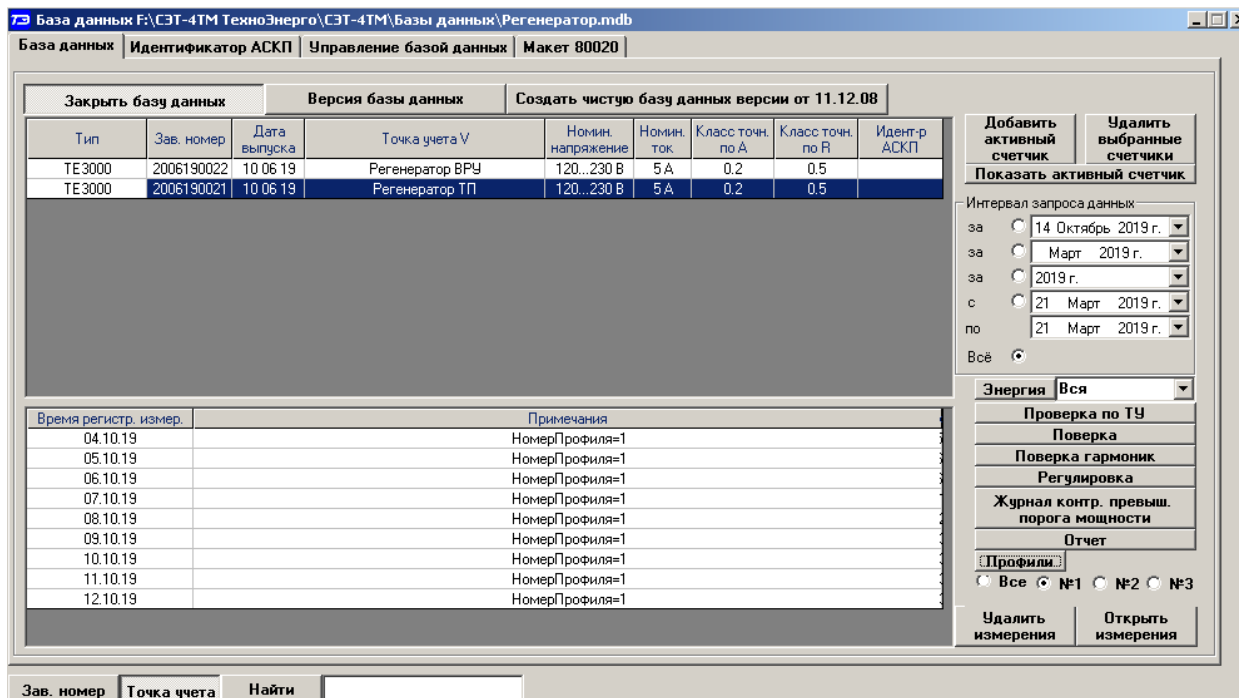 ТЭ База данных F:\СЭТ-4ТМ ТехноЭнерго\СЭТ-4ТМ\Базы данных\Регенератор.mdb
База данных Идентификатор АСКП Управление базой данных Макет 80020
Закрыть базу данных Версия базы данных Создать чистую базу данных версии от 11.12.08
Тип Зав. номер Дата выпуска Точка учета V Номин. напряжение Номин. ток Класс точн. по А Класс точн. по R Идент-р АСКП
TE3000 2006190022 10 06 19 Регенератор ВРУ 120...230 В 5 А 0.2 0.5
TE3000 2006190021 10 06 19 Регенератор ТП 120...230 В 5 А 0.2 0.5
Добавить активный счетчик
Удалить выбранные счетчики
Показать активный счетчик
Интервал запроса данных
за 14 Октябрь 2019 г.
за Март 2019 г.
за 2019 г.
с 21 Март 2019 г.
по 21 Март 2019 г.
Всё
Энергия Вся
Проверка по ТУ
Поверка
Поверка гармоник
Регулировка
Журнал контр. превыш.
порога мощности
Отчет
Профили
Все №1 №2 №3
Удалить измерения
Открыть измерения
Время регистр. измер. Примечания
04.10.19 НомерПрофиля=1
05.10.19 НомерПрофиля=1
06.10.19 НомерПрофиля=1
07.10.19 НомерПрофиля=1
08.10.19 НомерПрофиля=1
09.10.19 НомерПрофиля=1
10.10.19 НомерПрофиля=1
11.10.19 НомерПрофиля=1
12.10.19 НомерПрофиля=1
Зав. номер Точка учета Найти